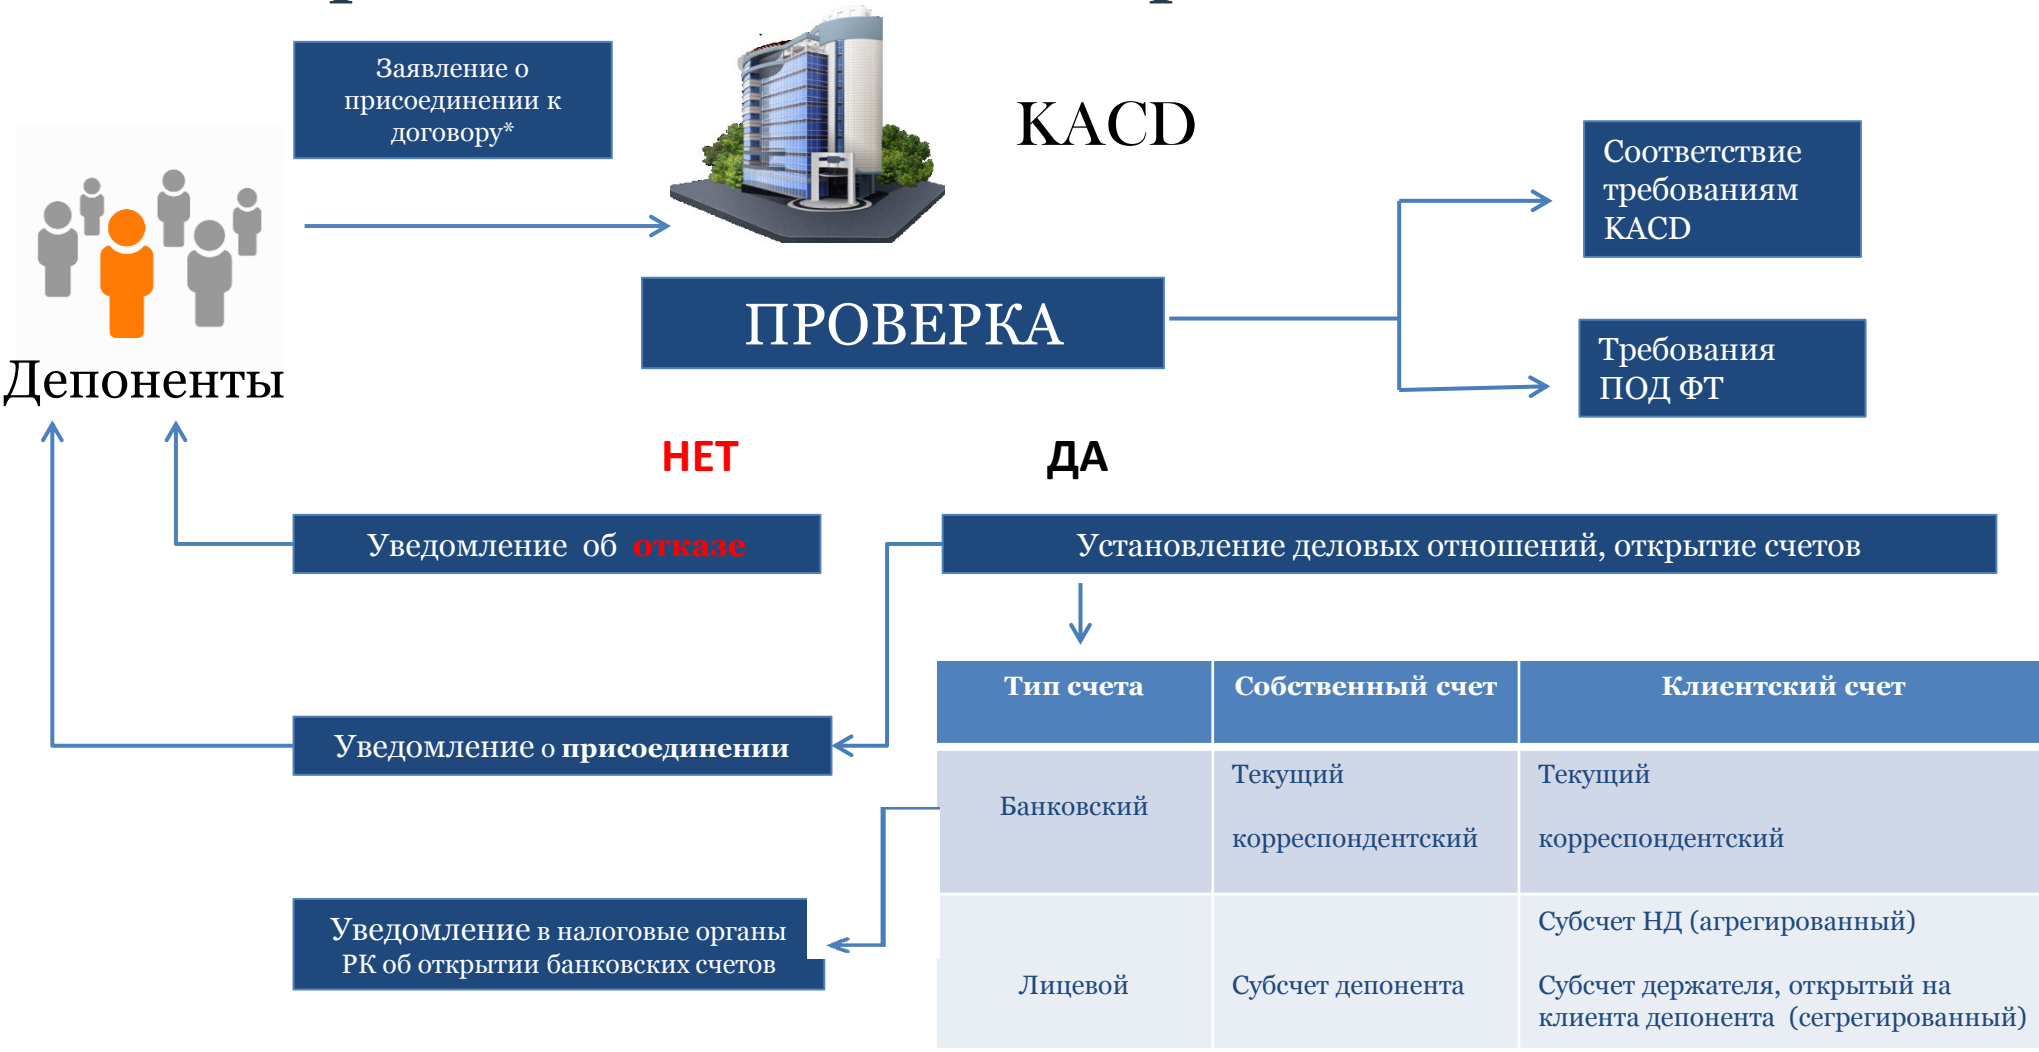 Заявление о
присоединении к
договору*
KACD
Соответствие
требованиям
KACD
ПРОВЕРКА
Требования
ПОД ФТ
Депоненты
НЕТ
ДА
Уведомление об отказе
Установление деловых отношений, открытие счетов
Тип счета
Собственный счет
Клиентский счет
Уведомление о присоединении
Банковский
Текущий
корреспондентский
Текущий
корреспондентский
Уведомление в налоговые органы
РК об открытии банковских счетов
Лицевой
Субсчет депонента
Субсчет НД (агрегированный)
Субсчет держателя, открытый на
клиента депонента (сегрегированный)